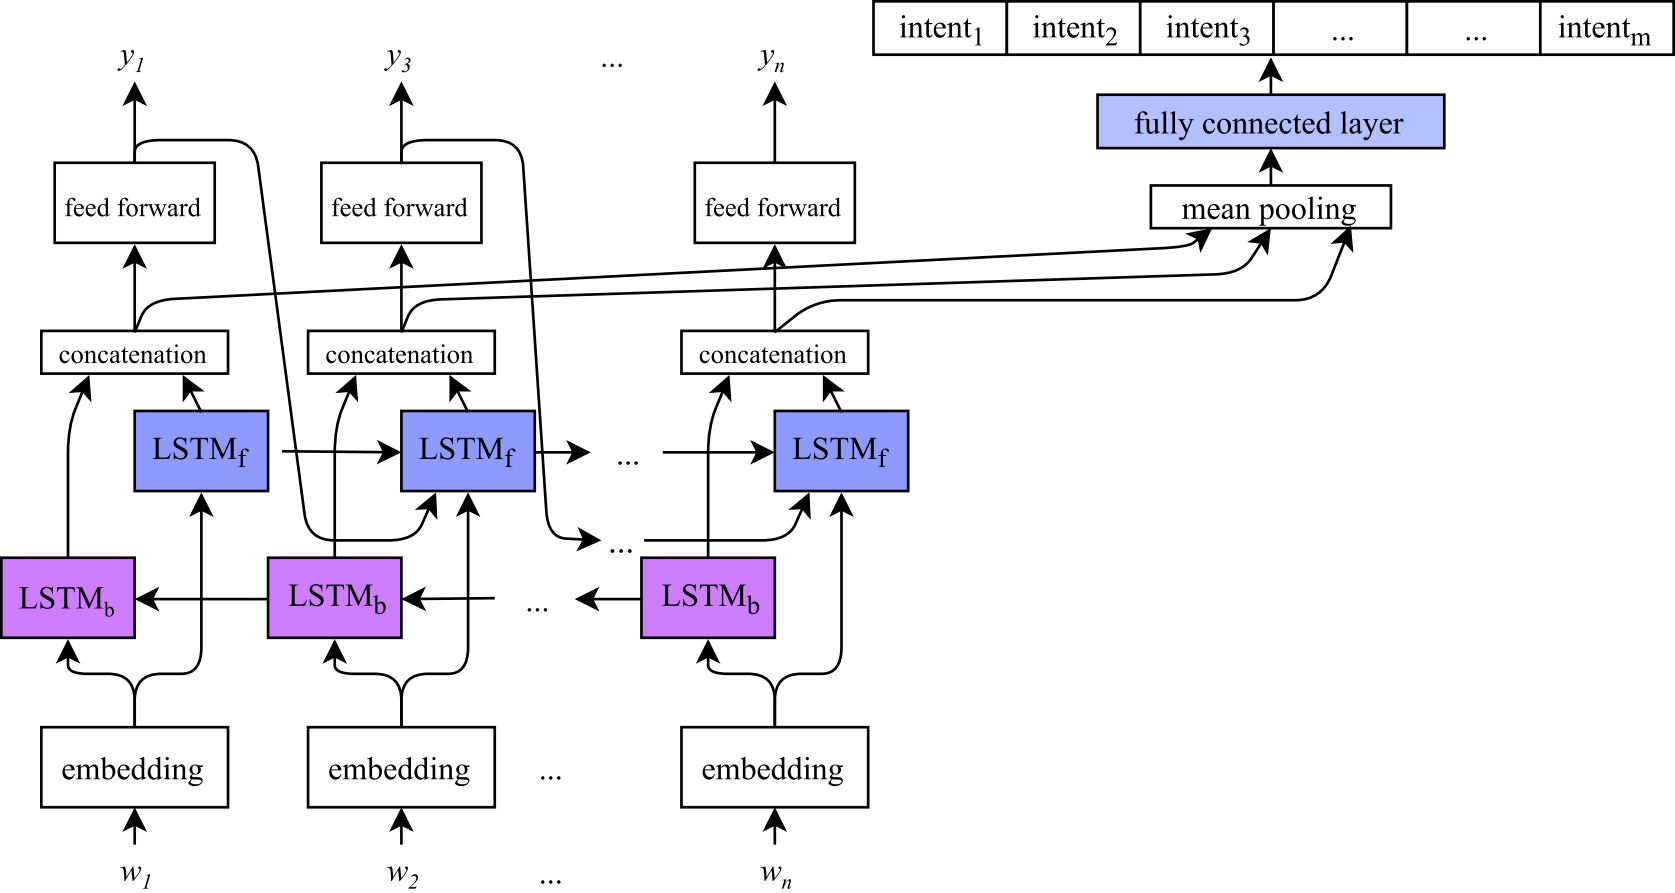 intent1 intent2 intent3 ... ... intentm
y1 y3 ... yn
fully connected layer
mean pooling
feed forward feed forward feed forward
concatenation concatenation concatenation
LSTMf LSTMf ... LSTMf
...
LSTMb LSTMb ... LSTMb
embedding embedding ... embedding
w1 w2 ... wn